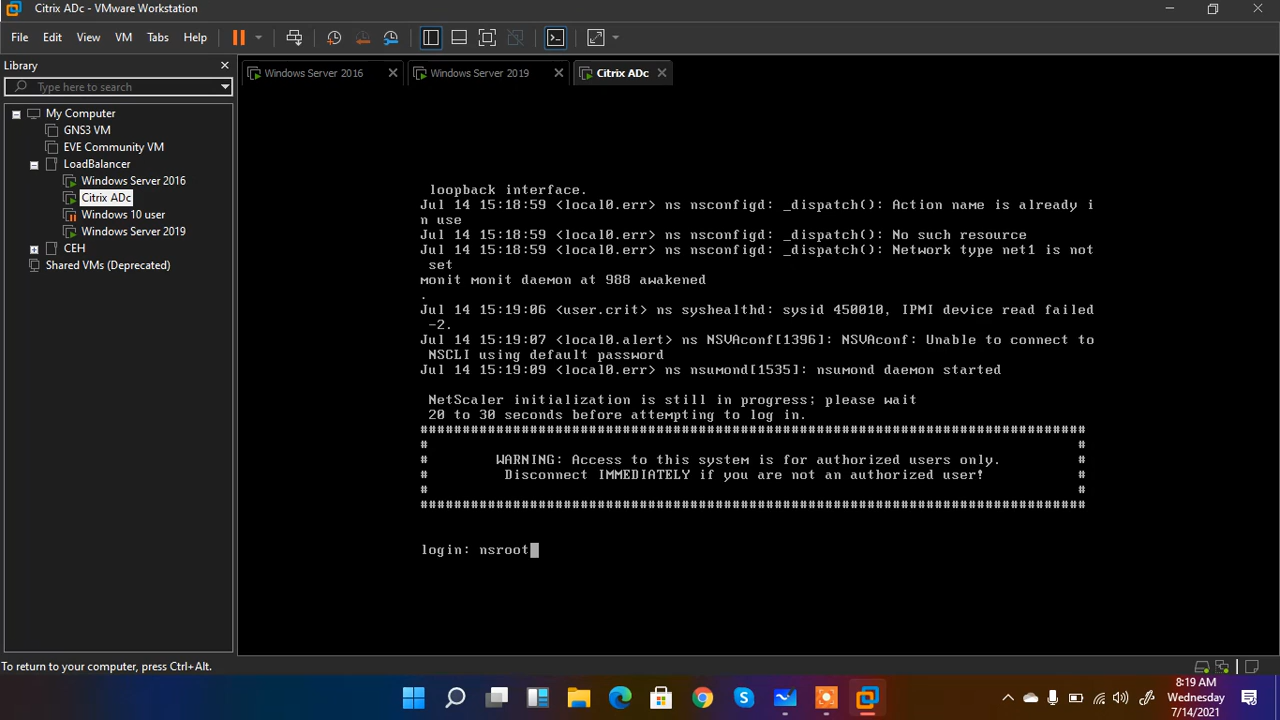 Citrix ADc - VMware Workstation
File Edit View VM Tabs Help
Library
Type here to search
My Computer
GNS3 VM
EVE Community VM
LoadBalancer
Windows Server 2016
Citrix ADc
Windows 10 user
Windows Server 2019
CEH
Shared VMs (Deprecated)
Windows Server 2016 Windows Server 2019 Citrix ADc
loopback interface.
Jul 14 15:18:59 <local0.err> ns nsconfigd: _dispatch(): Action name is already i
n use
Jul 14 15:18:59 <local0.err> ns nsconfigd: _dispatch(): No such resource
Jul 14 15:18:59 <local0.err> ns nsconfigd: _dispatch(): Network type net1 is not
set
monit monit daemon at 988 awakened
.
Jul 14 15:19:06 <user.crit> ns syshealthd: sysid 450010, IPMI device read failed
-2.
Jul 14 15:19:07 <local0.alert> ns NSVAconf[1396]: NSVAconf: Unable to connect to
NSCLI using default password
Jul 14 15:19:09 <local0.err> ns nsumond[1535]: nsumond daemon started
NetScaler initialization is still in progress; please wait
20 to 30 seconds before attempting to log in.
###############################################################################
# #
# WARNING: Access to this system is for authorized users only. #
# Disconnect IMMEDIATELY if you are not an authorized user! #
# #
###############################################################################
login: nsroot
To return to your computer, press Ctrl+Alt.
8:19 AM
Wednesday
7/14/2021